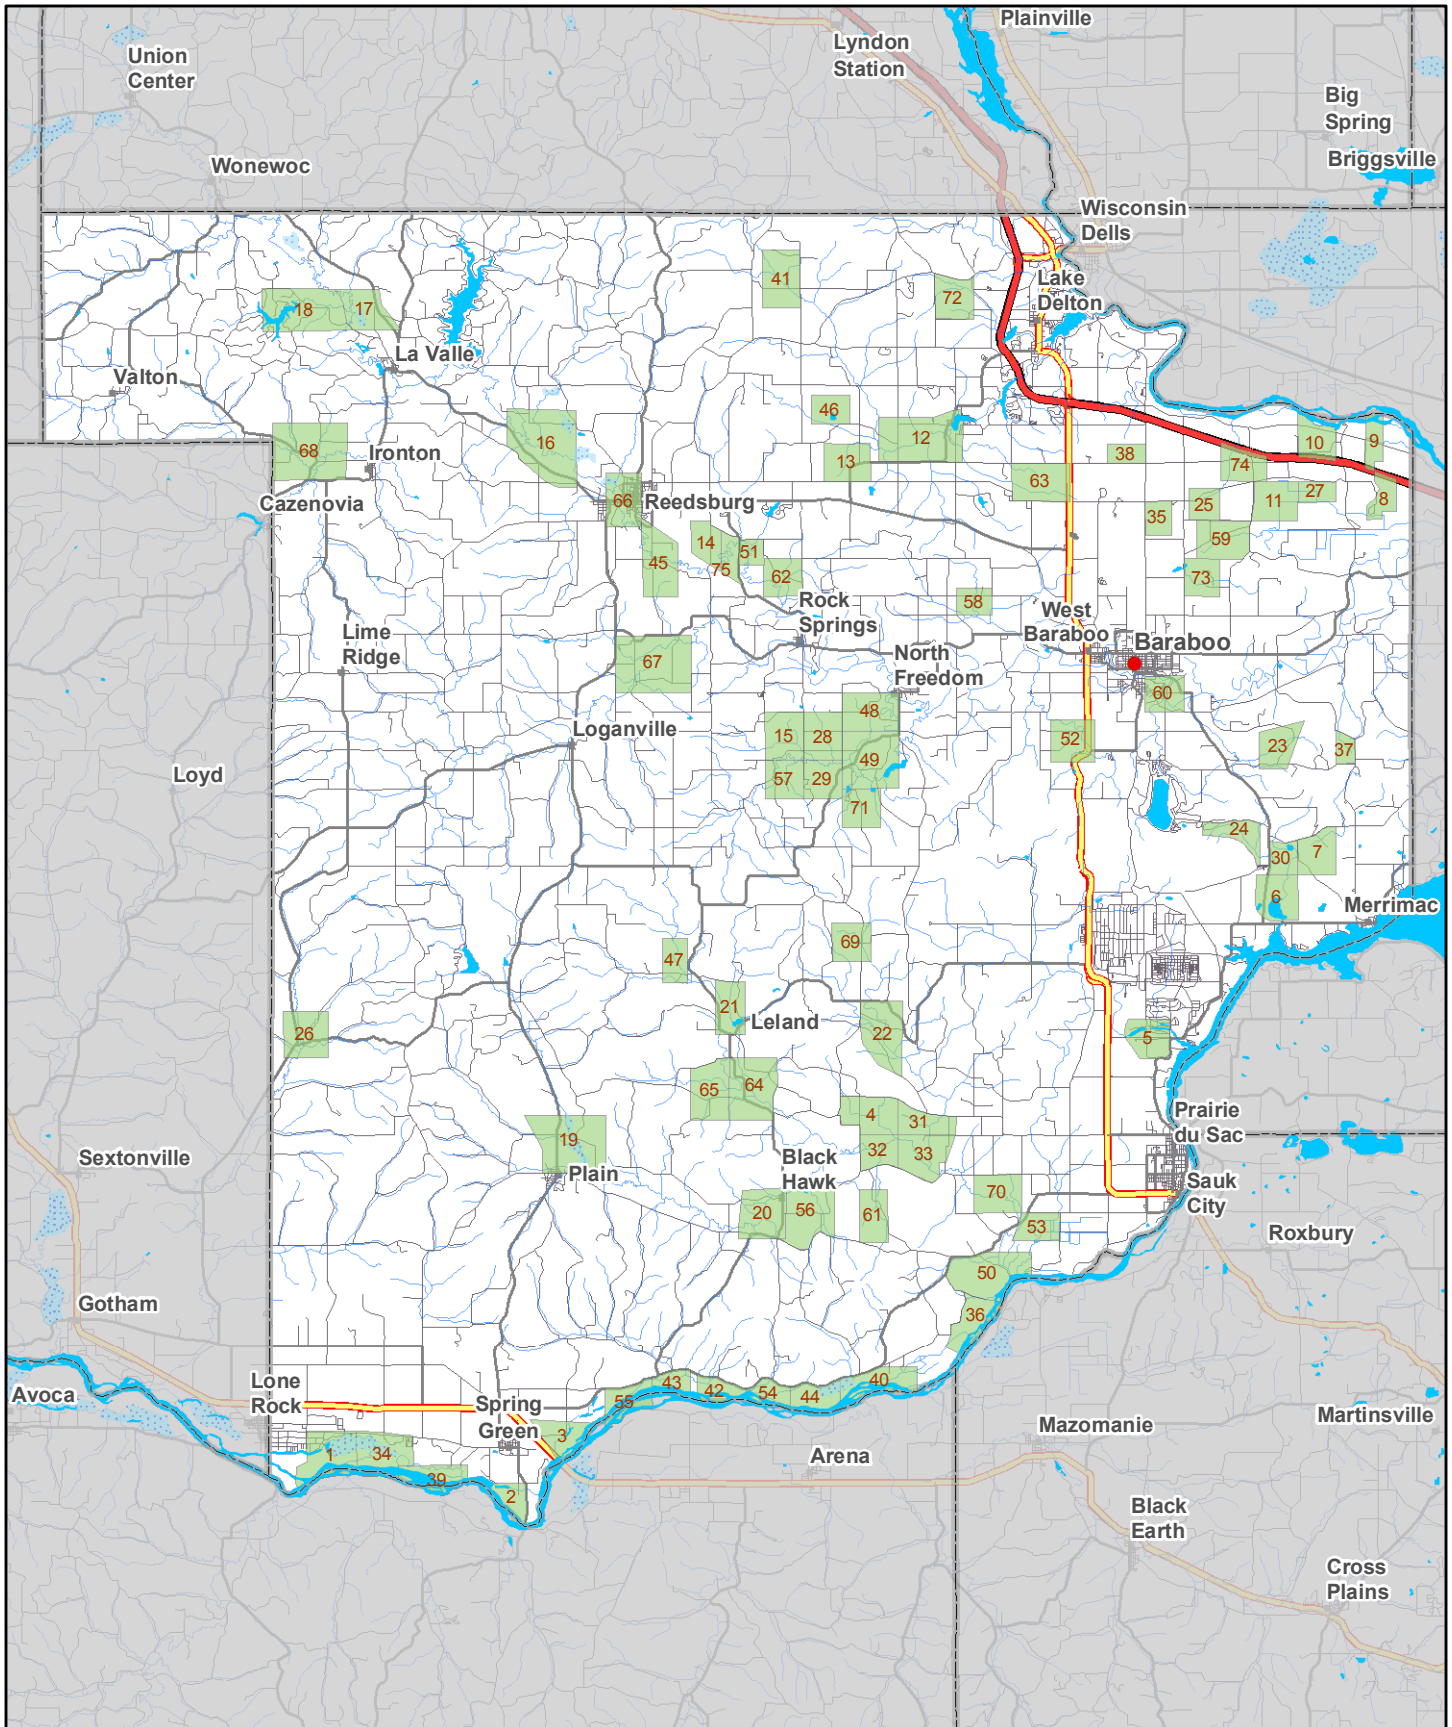 Plainville
Union
Center
Lyndon
Station
Big
Spring
Briggsville
Wonewoc
Wisconsin
Dells
41
72
Lake
Delton
18
17
La Valle
Valton
46
16
12
10
9
68
Ironton
13
38
74
63
27
8
Cazenovia
66
Reedsburg
25
11
35
14
51
59
45
75
62
73
Rock
Springs
58
West
Baraboo
Lime
Ridge
Baraboo
67
North
Freedom
60
48
Loganville
15
28
52
23
37
49
Loyd
57
29
71
24
30
7
6
Merrimac
69
47
21
Leland
26
22
5
65
64
4
31
Prairie
du Sac
19
32
33
Sextonville
Black
Hawk
Plain
Sauk
City
70
20
56
61
53
Roxbury
50
Gotham
36
Lone
Rock
43
42
54
44
40
Avoca
Spring
Green
55
Martinsville
3
Mazomanie
1
34
Arena
39
2
Black
Earth
Cross
Plains